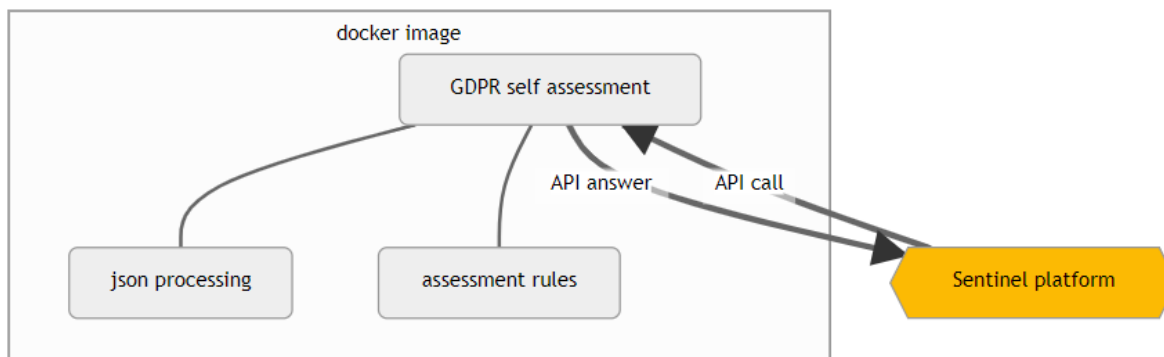 docker image
GDPR self assessment
API answer
API call
json processing
assessment rules
Sentinel platform